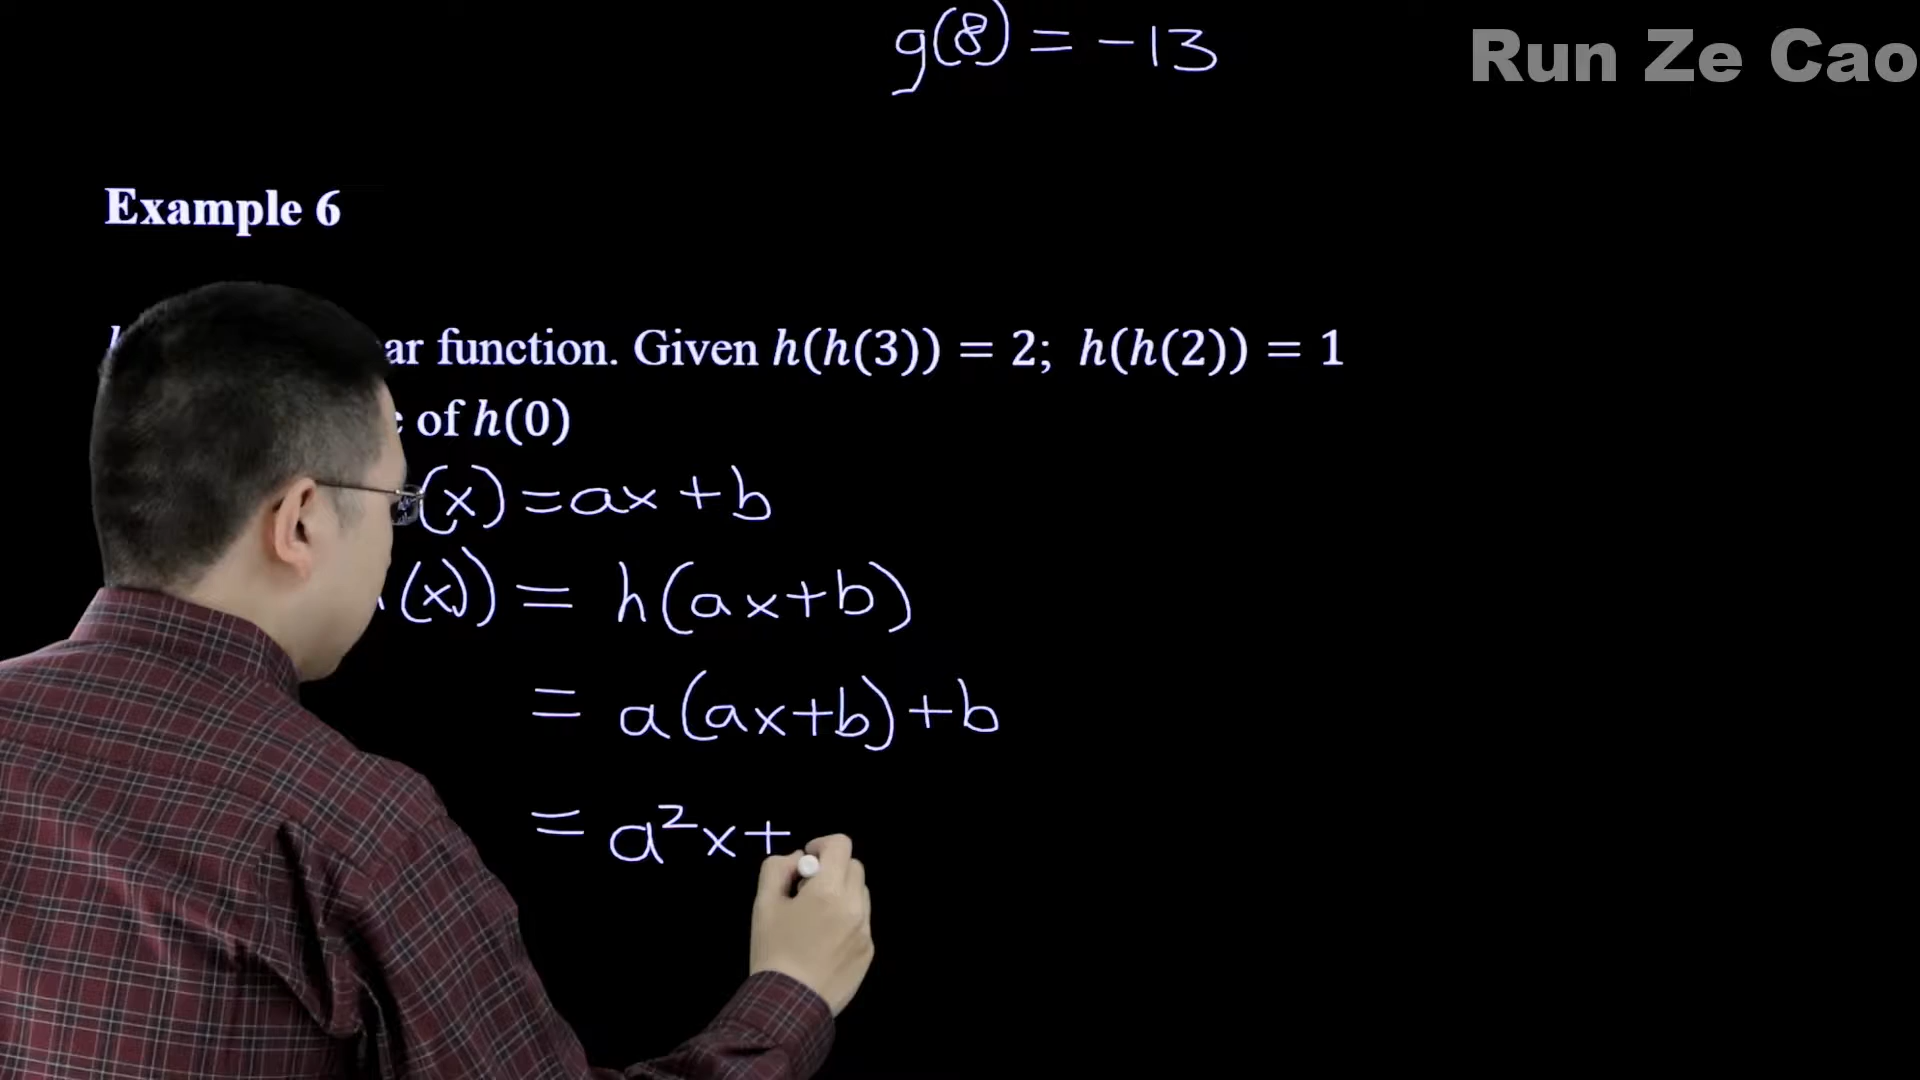 g(8) = -13
Run Ze Cao
Example 6
ar function. Given h(h(3)) = 2; h(h(2)) = 1
of h(0)
(x) = ax + b
(x)) = h(ax+b)
= a(ax+b)+b
= a²x+